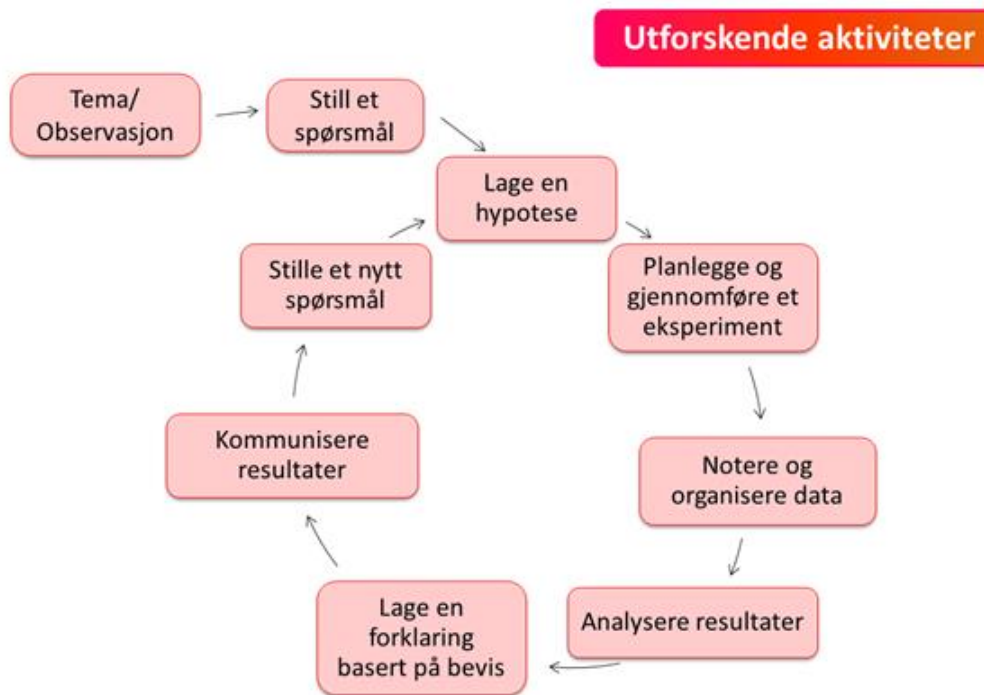 Utforskende aktiviteter
Tema/
Observasjon
Still et
spørsmål
Lage en
hypotese
Planlegge og
gjennomføre et
eksperiment
Notere og
organisere data
Analysere resultater
Lage en
forklaring
basert på bevis
Kommunisere
resultater
Stille et nytt
spørsmål